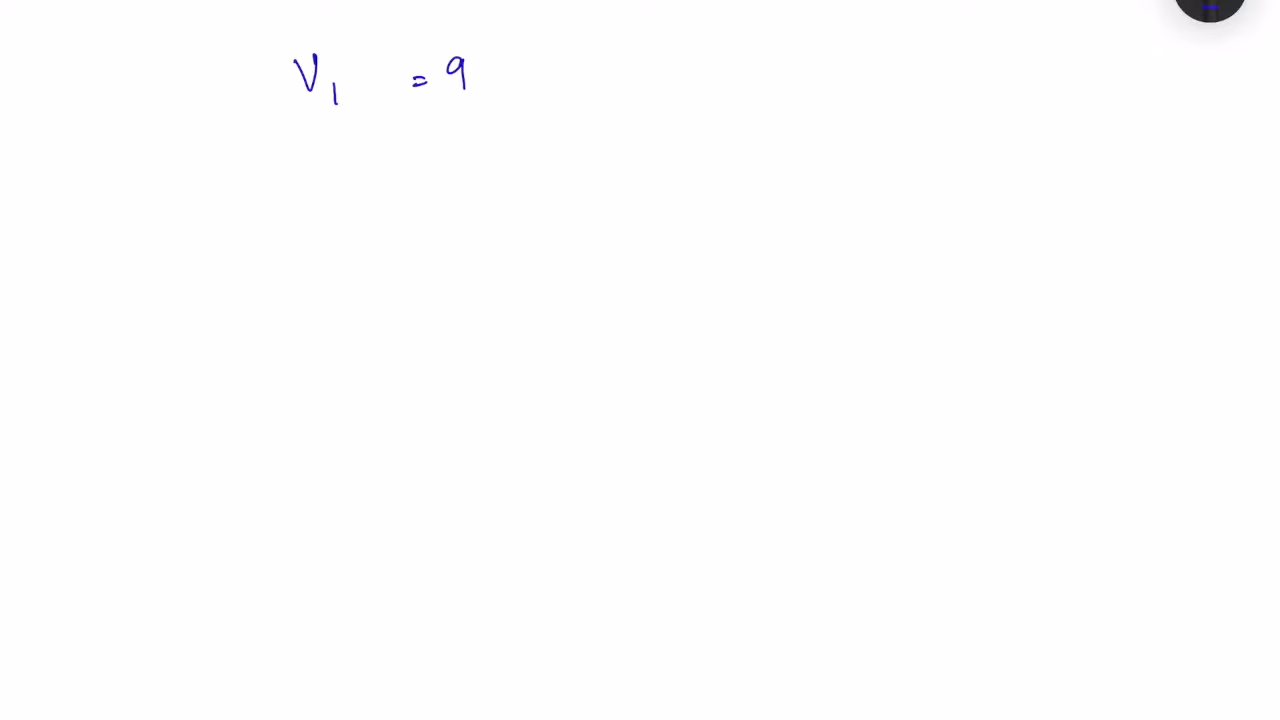 V₁ = 9